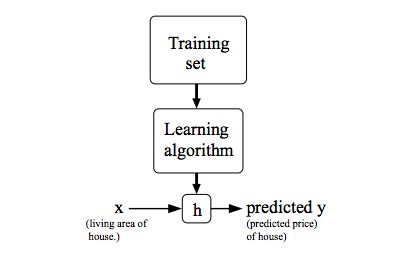 Training
set
Learning
algorithm
x
(living area of
house.)
h
predicted y
(predicted price)
of house)